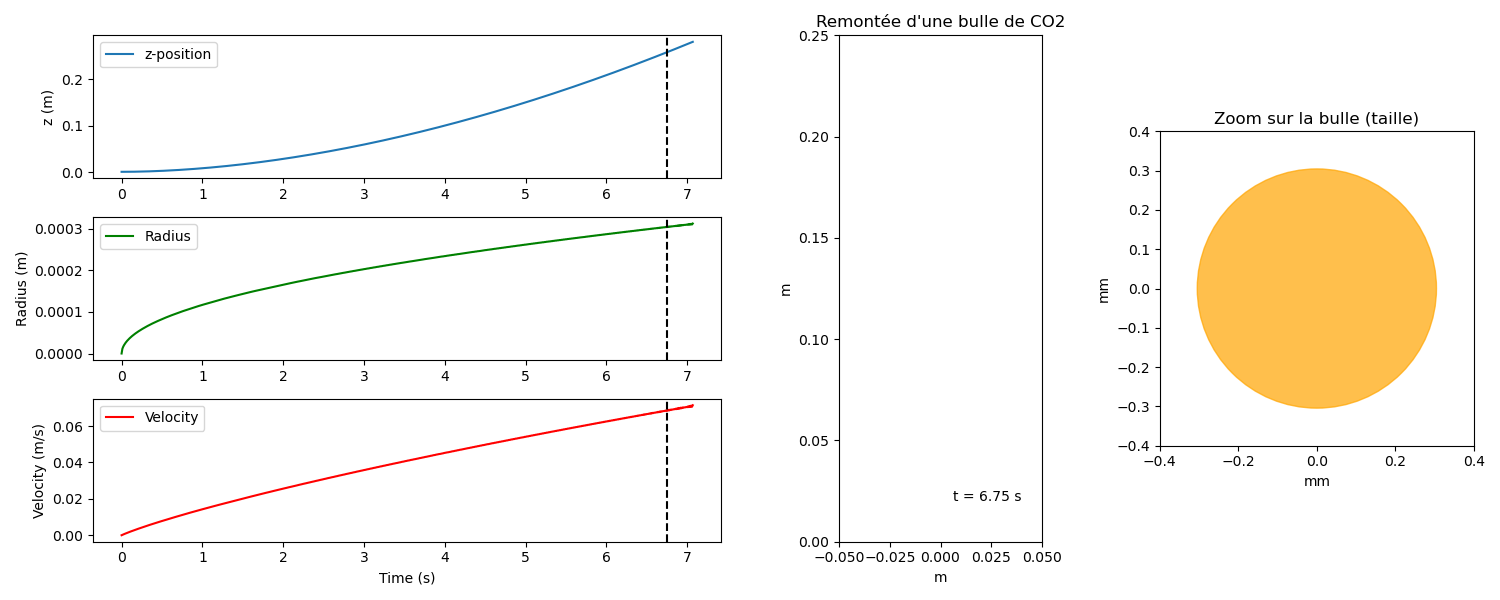 z-position
z (m)
0.2
0.1
0.0
0 1 2 3 4 5 6 7
Radius
Radius (m)
0.0003
0.0002
0.0001
0.0000
0 1 2 3 4 5 6 7
Velocity
Velocity (m/s)
0.06
0.04
0.02
0.00
0 1 2 3 4 5 6 7
Time (s)
Remontée d'une bulle de CO2
0.25
0.20
0.15
0.10
0.05
0.00
m
t = 6.75 s
−0.050 −0.025 0.000 0.025 0.050
m
Zoom sur la bulle (taille)
0.4
0.3
0.2
0.1
0.0
−0.1
−0.2
−0.3
−0.4
mm
−0.4 −0.2 0.0 0.2 0.4
mm